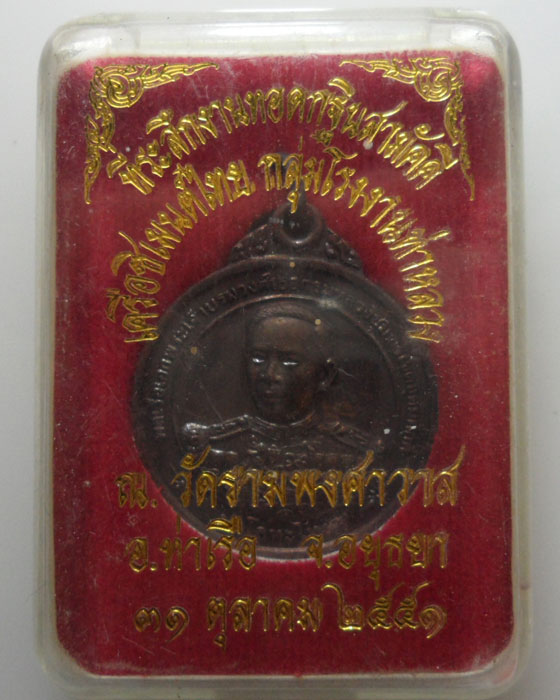 ที่ระลึกงานทอดกฐินสามัคคี
เครือซิเมนต์ไทย กลุ่มโรงงานท่าหลวง
ณ. วัดรามพงศาวาส
อ.ท่าเรือ จ.อยุธยา
๓๑ ตุลาคม ๒๕๕๑